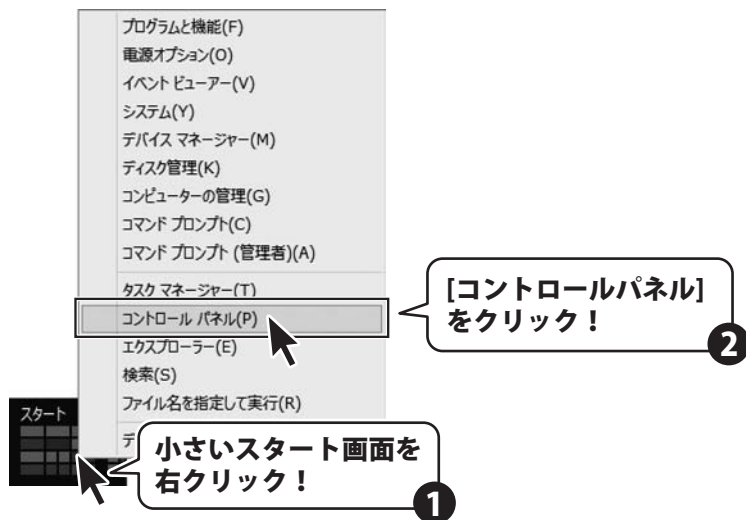 プログラムと機能(F)
電源オプション(O)
イベント ビューアー(V)
システム(Y)
デバイス マネージャー(M)
ディスク管理(K)
コンピューターの管理(G)
コマンド プロンプト(C)
コマンド プロンプト (管理者)(A)
タスク マネージャー(T)
コントロール パネル(P)
[コントロールパネル]
をクリック！
2
エクスプローラー(E)
検索(S)
ファイル名を指定して実行(R)
スタート
デ
小さいスタート画面を
右クリック！
1